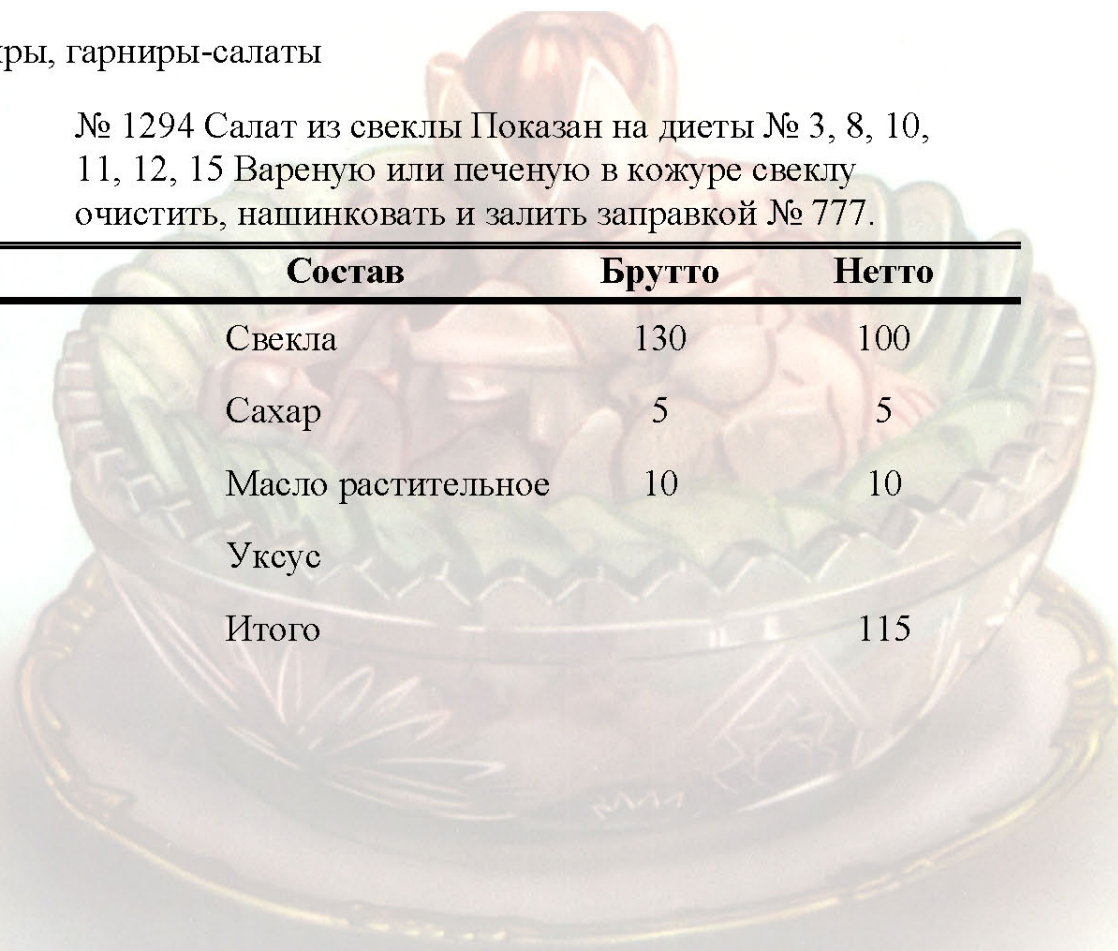 гарниры-салаты
№ 1294 Салат из свеклы Показан на диеты № 3, 8, 10,
11, 12, 15 Вареную или печеную в кожуре свеклу
очистить, нашинковать и залить заправкой № 777.
Состав Брутто Нетто
Свекла 130 100
Сахар 5 5
Масло растительное 10 10
Уксус
Итого 115